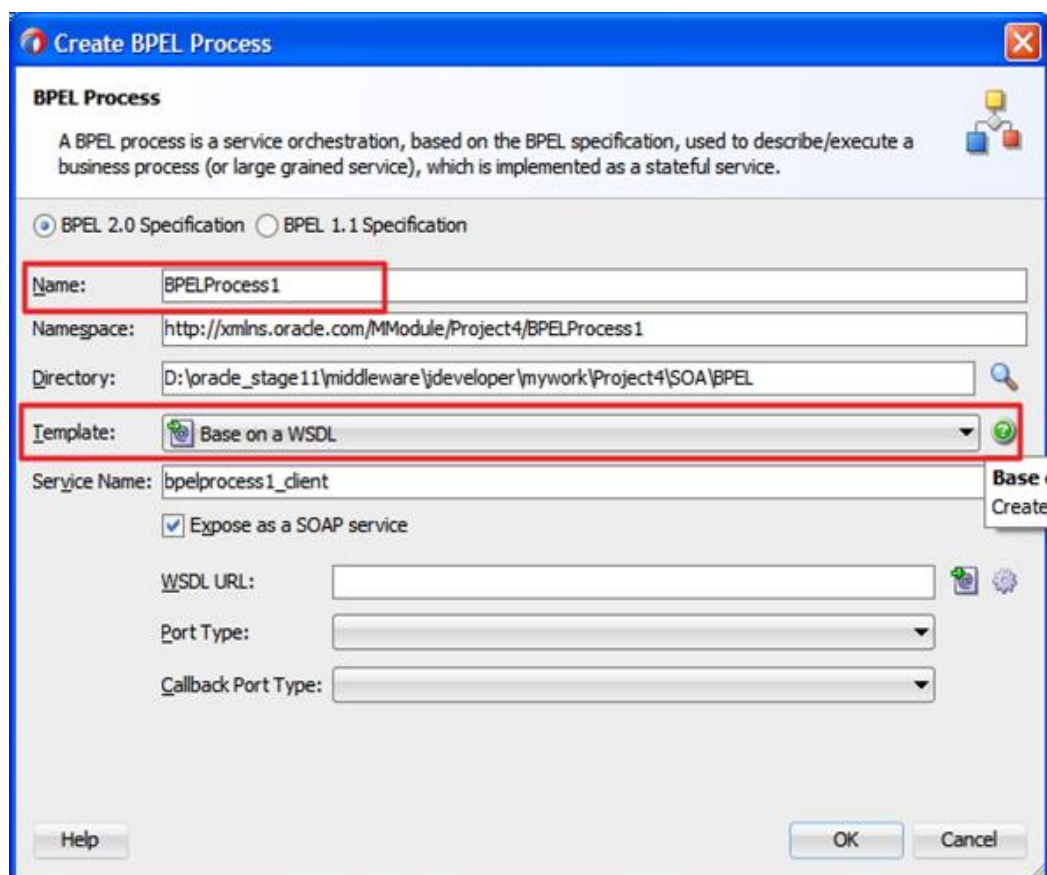 Create BPEL Process
BPEL Process
A BPEL process is a service orchestration, based on the BPEL specification, used to describe/execute a
business process (or large grained service), which is implemented as a stateful service.
BPEL 2.0 Specification BPEL 1.1 Specification
Name: BPELProcess1
Namespace: http://xmlns.oracle.com/MModule/Project4/BPELProcess1
Directory: D:\oracle_stage11\middleware\jdeveloper\mywork\Project4\SOA\BPEL
Template: Base on a WSDL
Service Name: bpelprocess1_client
Base
Create
Expose as a SOAP service
WSDL URL:
Port Type:
Callback Port Type:
Help OK Cancel